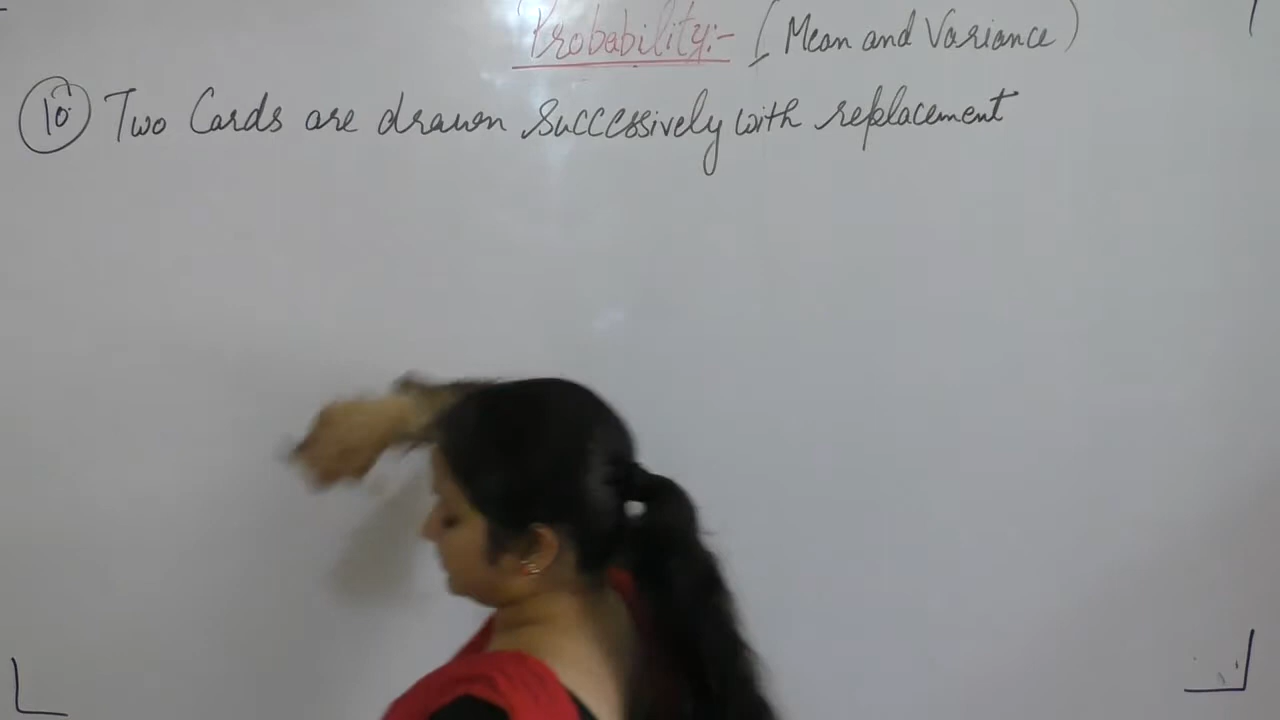 Probability:- (Mean and Variance)
10 Two Cards are drawn successively with replacement